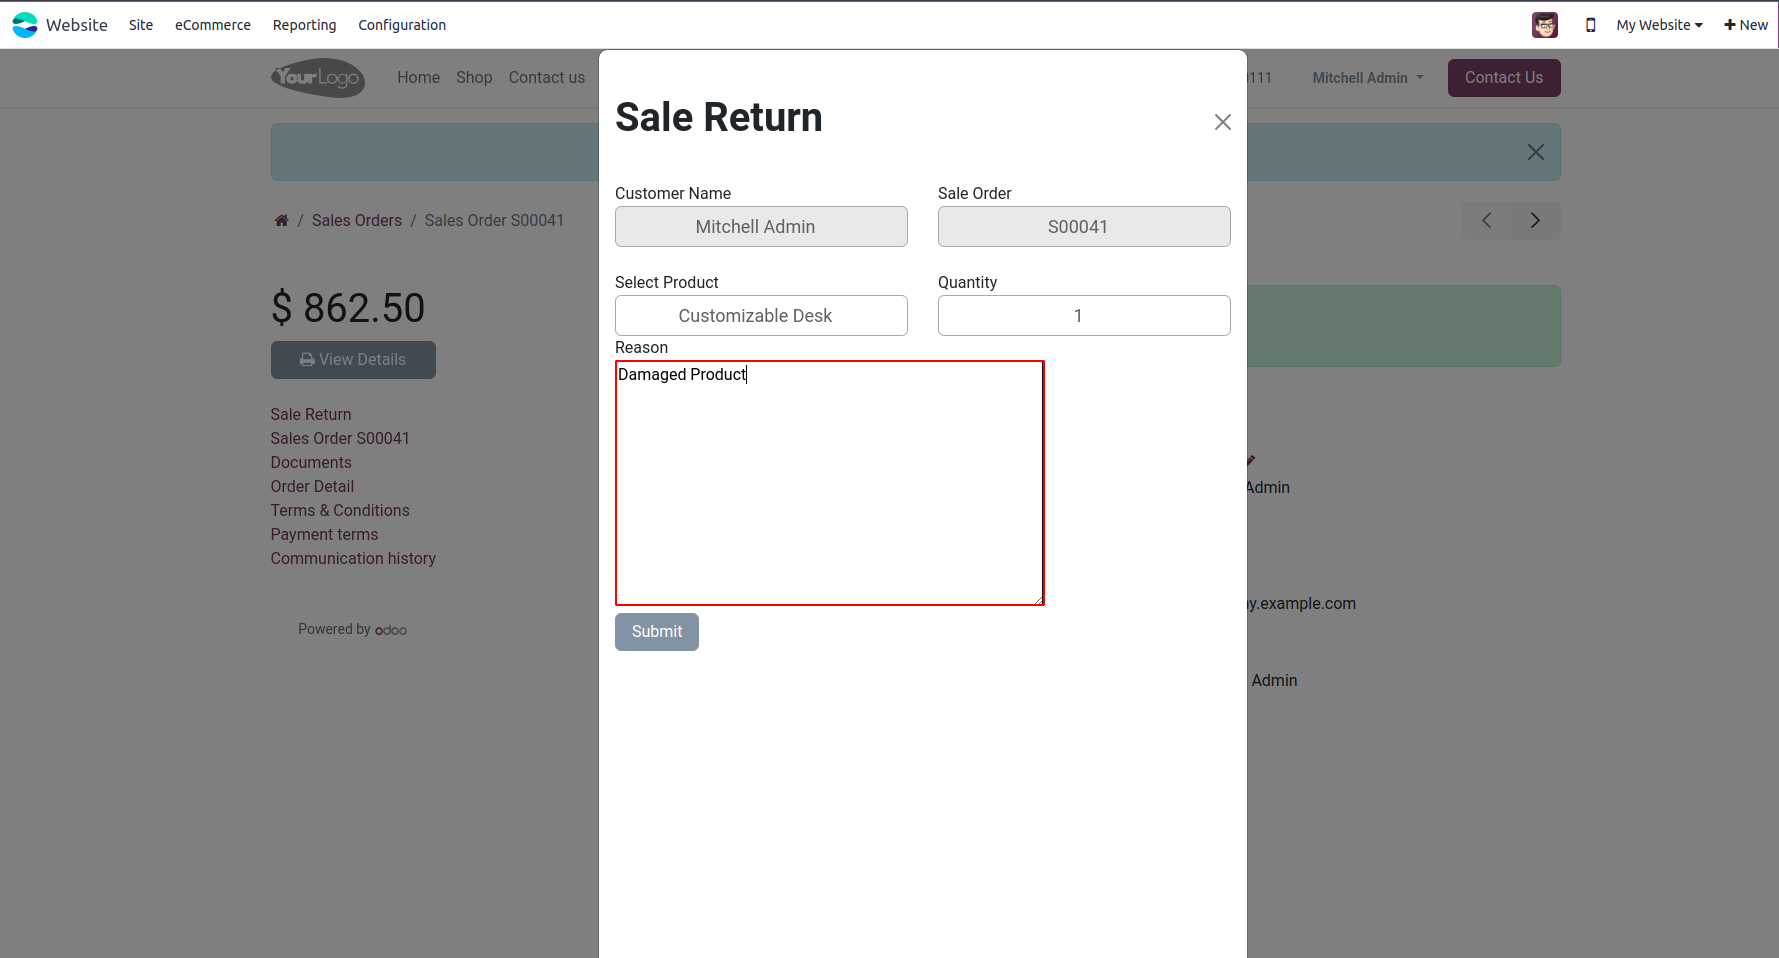 Website Site eCommerce Reporting Configuration My Website New
YourLogo Home Shop Contact us Mitchell Admin Contact Us
Sale Return
/ Sales Orders / Sales Order S00041
Customer Name Sale Order
Mitchell Admin S00041
Select Product Quantity
$ 862.50
Customizable Desk 1
Reason
View Details
Damaged Product
Sale Return
Sales Order S00041
Documents
Order Detail
Admin
Terms & Conditions
Payment terms
Communication history
y.example.com
Powered by odoo
Submit
Admin